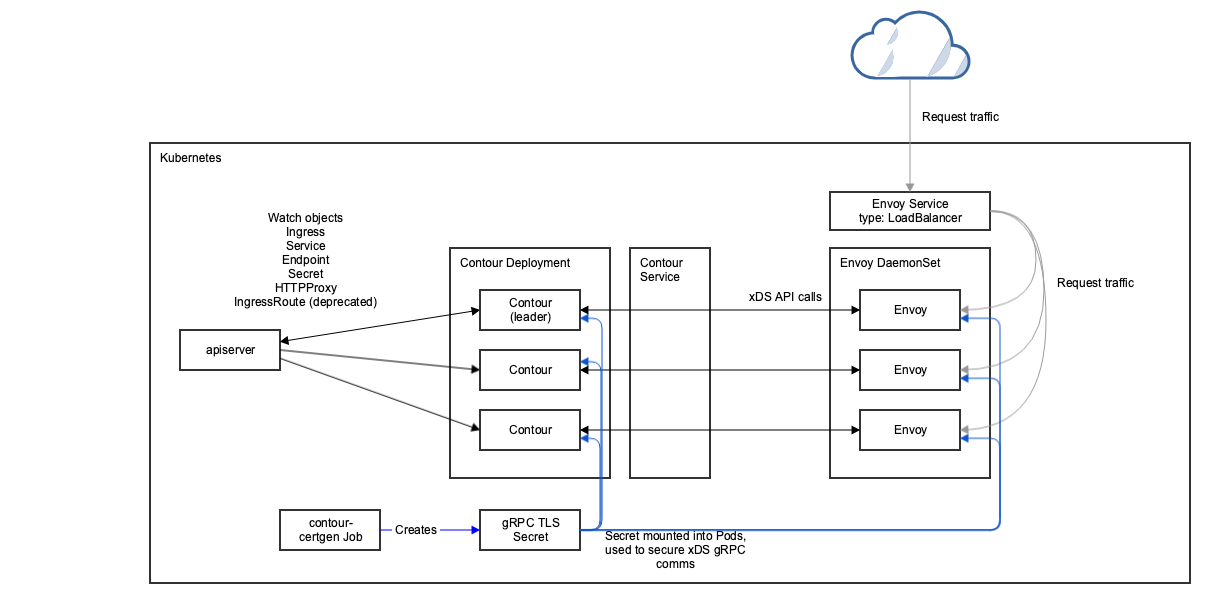 Request traffic
Kubernetes
Envoy Service
type: LoadBalancer
Watch objects
Ingress
Service
Endpoint
Secret
HTTPProxy
IngressRoute (deprecated)
Contour Deployment
Contour
Service
Envoy DaemonSet
Request traffic
xDS API calls
Contour
(leader)
Envoy
apiserver
Contour
Envoy
Contour
Envoy
contour-
certgen Job
Creates
gRPC TLS
Secret
Secret mounted into Pods,
used to secure xDS gRPC
comms